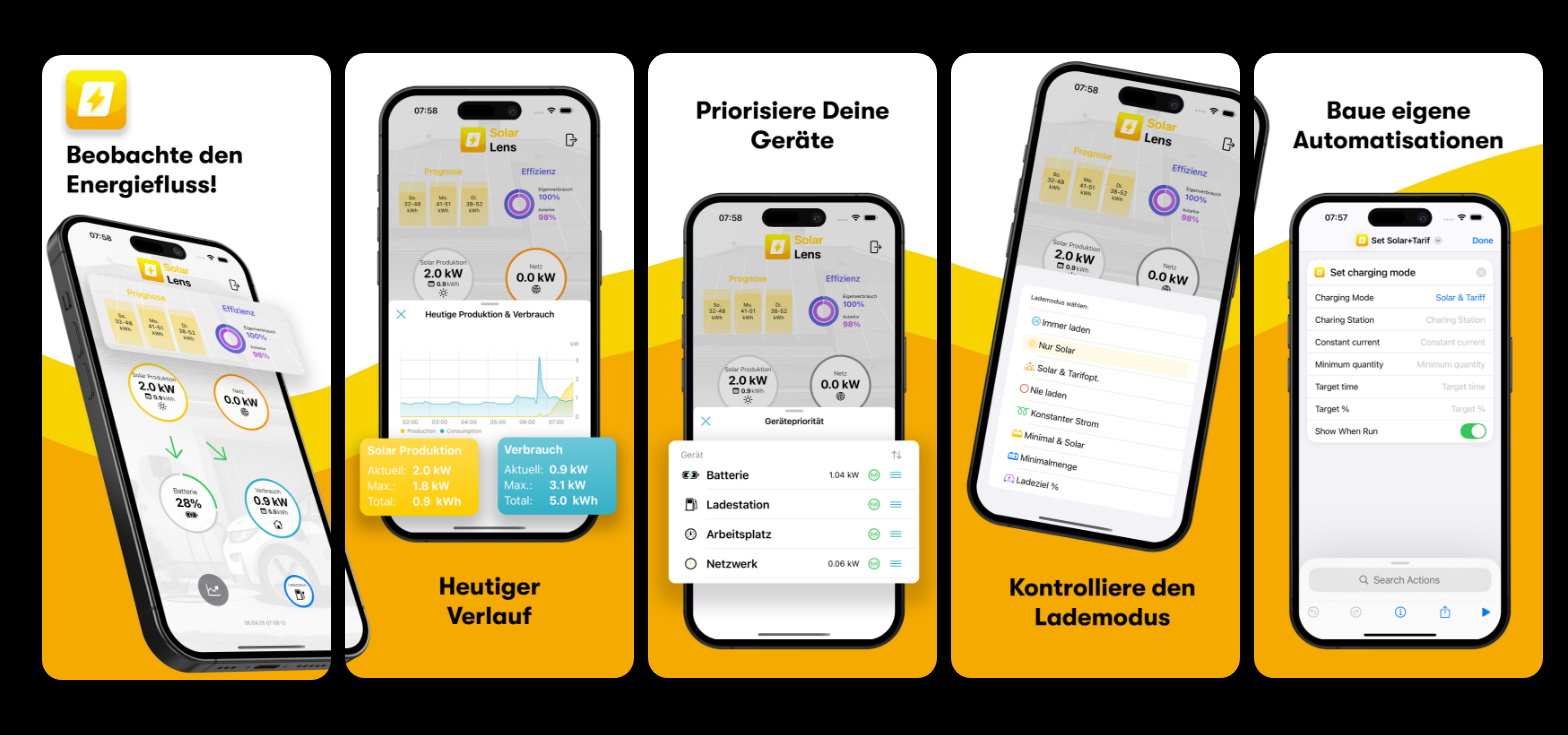 Beobachte den
Energiefluss!
07:58
Solar
Lens
Prognose
Effizienz
So.
32-48
kWh
Mo.
41-51
kWh
Di.
38-52
kWh
Eigenverbrauch
100%
Autarkie
98%
Solar Produktion
2.0 kW
0.9 kWh
Netz
0.0 kW
Batterie
28%
Verbrauch
0.9 kW
5.0 kWh
07:58
Solar
Lens
Prognose
Effizienz
So.
32-48
kWh
Mo.
41-51
kWh
Di.
38-52
kWh
Eigenverbrauch
100%
Autarkie
98%
Solar Produktion
2.0 kW
0.9 kWh
Netz
0.0 kW
Heutige Produktion & Verbrauch
kW
3
2
1
0
02:00 03:00 04:00 05:00 06:00 07:00
Production Consumption
Solar Produktion
Aktuell: 2.0 kW
Max.: 1.8 kW
Total: 0.9 kWh
Verbrauch
Aktuell: 0.9 kW
Max.: 3.1 kW
Total: 5.0 kWh
Heutiger
Verlauf
Priorisiere Deine
Geräte
07:58
Solar
Lens
Prognose
Effizienz
So.
32-48
kWh
Mo.
41-51
kWh
Di.
38-52
kWh
Eigenverbrauch
100%
Autarkie
98%
Solar Produktion
2.0 kW
0.9 kWh
Netz
0.0 kW
Gerätepriorität
Gerät
Batterie 1.04 kW
Ladestation
Arbeitsplatz
Netzwerk 0.06 kW
07:58
Solar
Lens
Prognose
Effizienz
So.
32-48
kWh
Mo.
41-51
kWh
Di.
38-52
kWh
Eigenverbrauch
100%
Autarkie
98%
Solar Produktion
2.0 kW
0.9 kWh
Netz
0.0 kW
Lademodus wählen:
Immer laden
Nur Solar
Solar & Tarifopt.
Nie laden
Konstanter Strom
Minimal & Solar
Minimalmenge
Ladeziel %
Kontrolliere den
Lademodus
Baue eigene
Automatisationen
07:57
Set Solar+Tarif
Done
Set charging mode
Charging Mode Solar & Tariff
Charing Station Charing Station
Constant current Constant current
Minimum quantity Minimum quantity
Target time Target time
Target % Target %
Show When Run
Search Actions